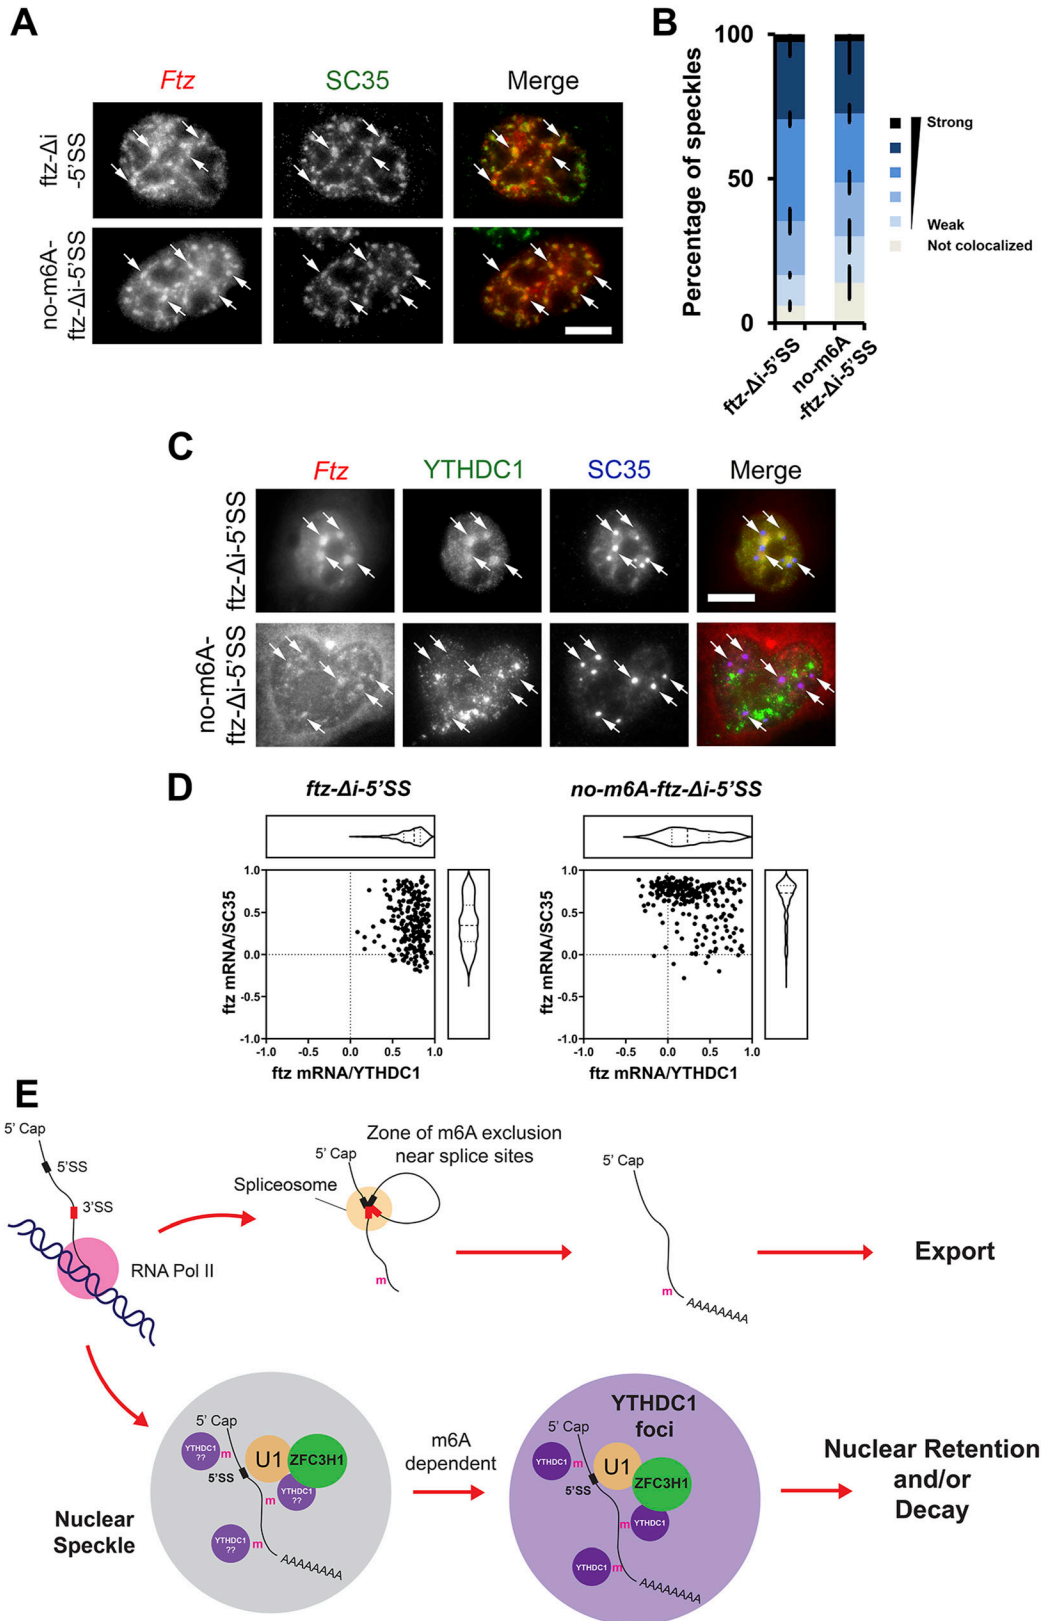 A
Ftz
SC35
Merge
ftz-Δi
-5'SS
no-m6A-
ftz-Δi-5'SS
B
Percentage of speckles
100
50
0
ftz-Δi-5'SS
no-m6A
-ftz-Δi-5'SS
Strong
Weak
Not colocalized
C
Ftz
YTHDC1
SC35
Merge
ftz-Δi-5'SS
no-m6A-
ftz-Δi-5'SS
D
ftz-Δi-5'SS
no-m6A-ftz-Δi-5'SS
ftz mRNA/SC35
1.0
0.5
0.0
-0.5
-1.0
-1.0 -0.5 0.0 0.5 1.0
ftz mRNA/YTHDC1
ftz mRNA/SC35
1.0
0.5
0.0
-0.5
-1.0
-1.0 -0.5 0.0 0.5 1.0
ftz mRNA/YTHDC1
E
5' Cap
5'SS
3'SS
RNA Pol II
5' Cap
Spliceosome
Zone of m6A exclusion
near splice sites
m
5' Cap
m
AAAAAAAA
Export
Nuclear
Speckle
5' Cap
YTHDC1
??
m
5'SS
U1
ZFC3H1
YTHDC1
??
m
YTHDC1
??
m
AAAAAAAA
m6A
dependent
YTHDC1
foci
5' Cap
YTHDC1
m
5'SS
U1
ZFC3H1
m
YTHDC1
YTHDC1
m
AAAAAAAA
Nuclear Retention
and/or
Decay